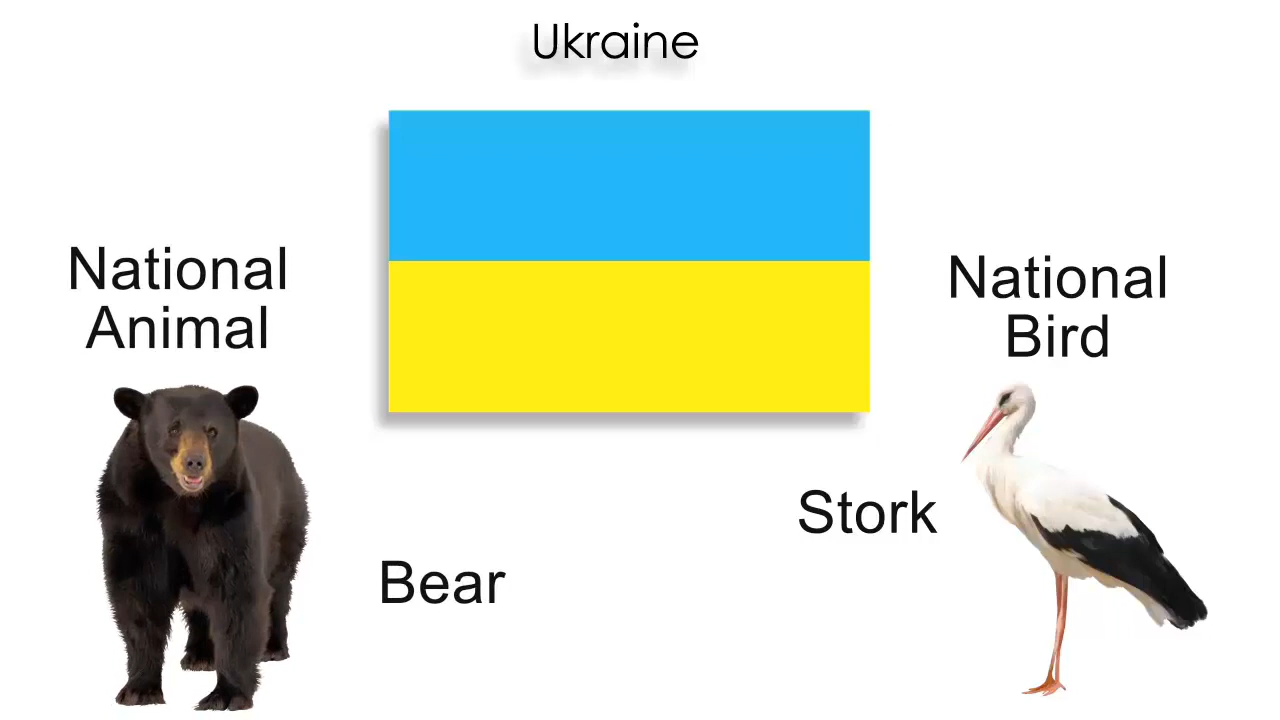 Ukraine
National
Animal
National
Bird
Stork
Bear